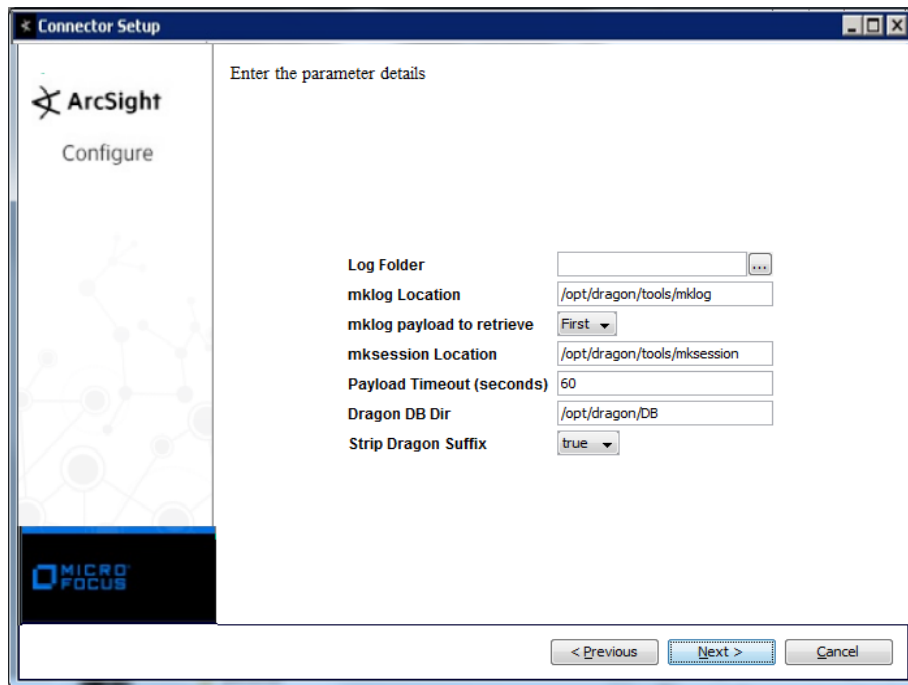 Connector Setup
ArcSight
Configure
Enter the parameter details
Log Folder
...
mklog Location /opt/dragon/tools/mklog
mklog payload to retrieve First
mksession Location /opt/dragon/tools/mksession
Payload Timeout (seconds) 60
Dragon DB Dir /opt/dragon/DB
Strip Dragon Suffix true
MICRO
FOCUS
< Previous Next > Cancel